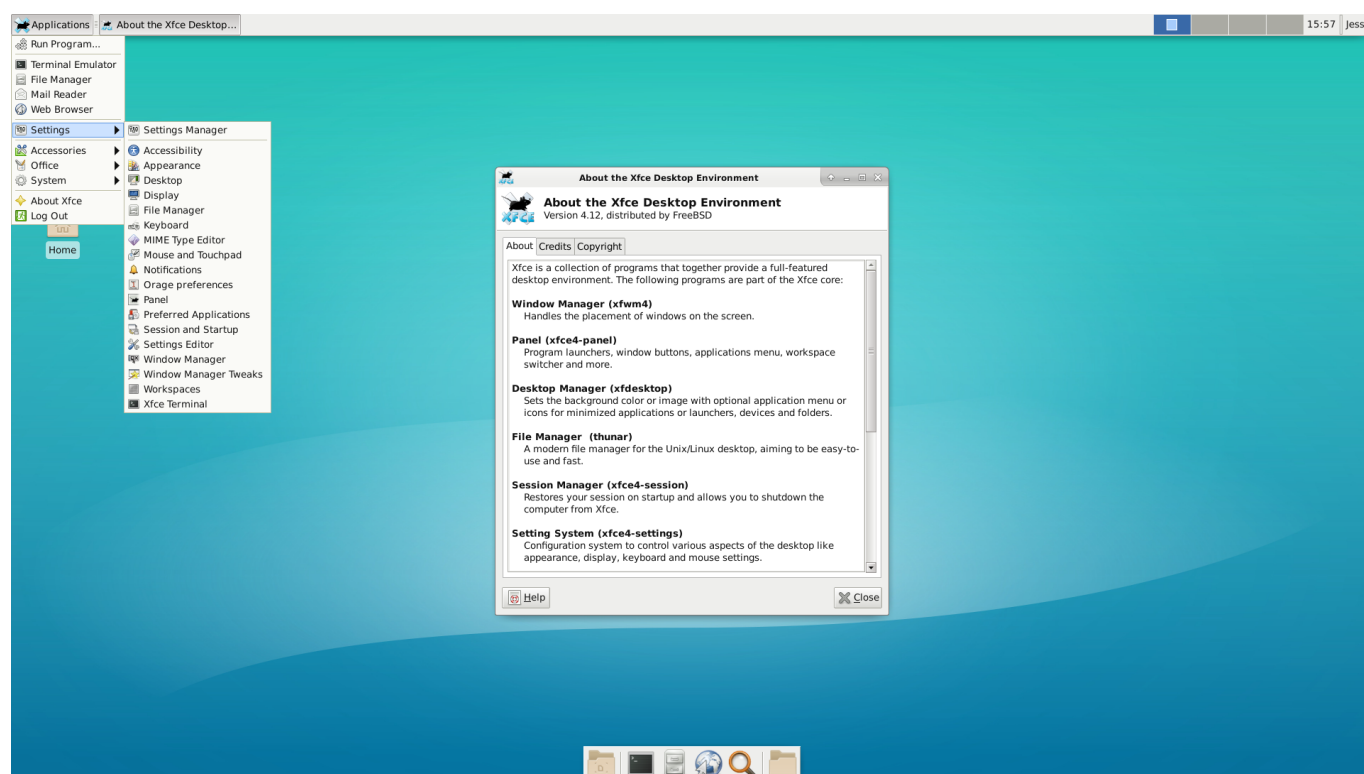 Applications
About the Xfce Desktop...
15:57
Jess
Run Program...
Terminal Emulator
File Manager
Mail Reader
Web Browser
Settings
Accessories
Office
System
About Xfce
Log Out
Home
Settings Manager
Accessibility
Appearance
Desktop
Display
File Manager
Keyboard
MIME Type Editor
Mouse and Touchpad
Notifications
Orage preferences
Panel
Preferred Applications
Session and Startup
Settings Editor
Window Manager
Window Manager Tweaks
Workspaces
Xfce Terminal
About the Xfce Desktop Environment
XFCE
About the Xfce Desktop Environment
Version 4.12, distributed by FreeBSD
About Credits Copyright
Xfce is a collection of programs that together provide a full-featured
desktop environment. The following programs are part of the Xfce core:
Window Manager (xfwm4)
Handles the placement of windows on the screen.
Panel (xfce4-panel)
Program launchers, window buttons, applications menu, workspace
switcher and more.
Desktop Manager (xfdesktop)
Sets the background color or image with optional application menu or
icons for minimized applications or launchers, devices and folders.
File Manager (thunar)
A modern file manager for the Unix/Linux desktop, aiming to be easy-to-
use and fast.
Session Manager (xfce4-session)
Restores your session on startup and allows you to shutdown the
computer from Xfce.
Setting System (xfce4-settings)
Configuration system to control various aspects of the desktop like
appearance, display, keyboard and mouse settings.
Help
Close